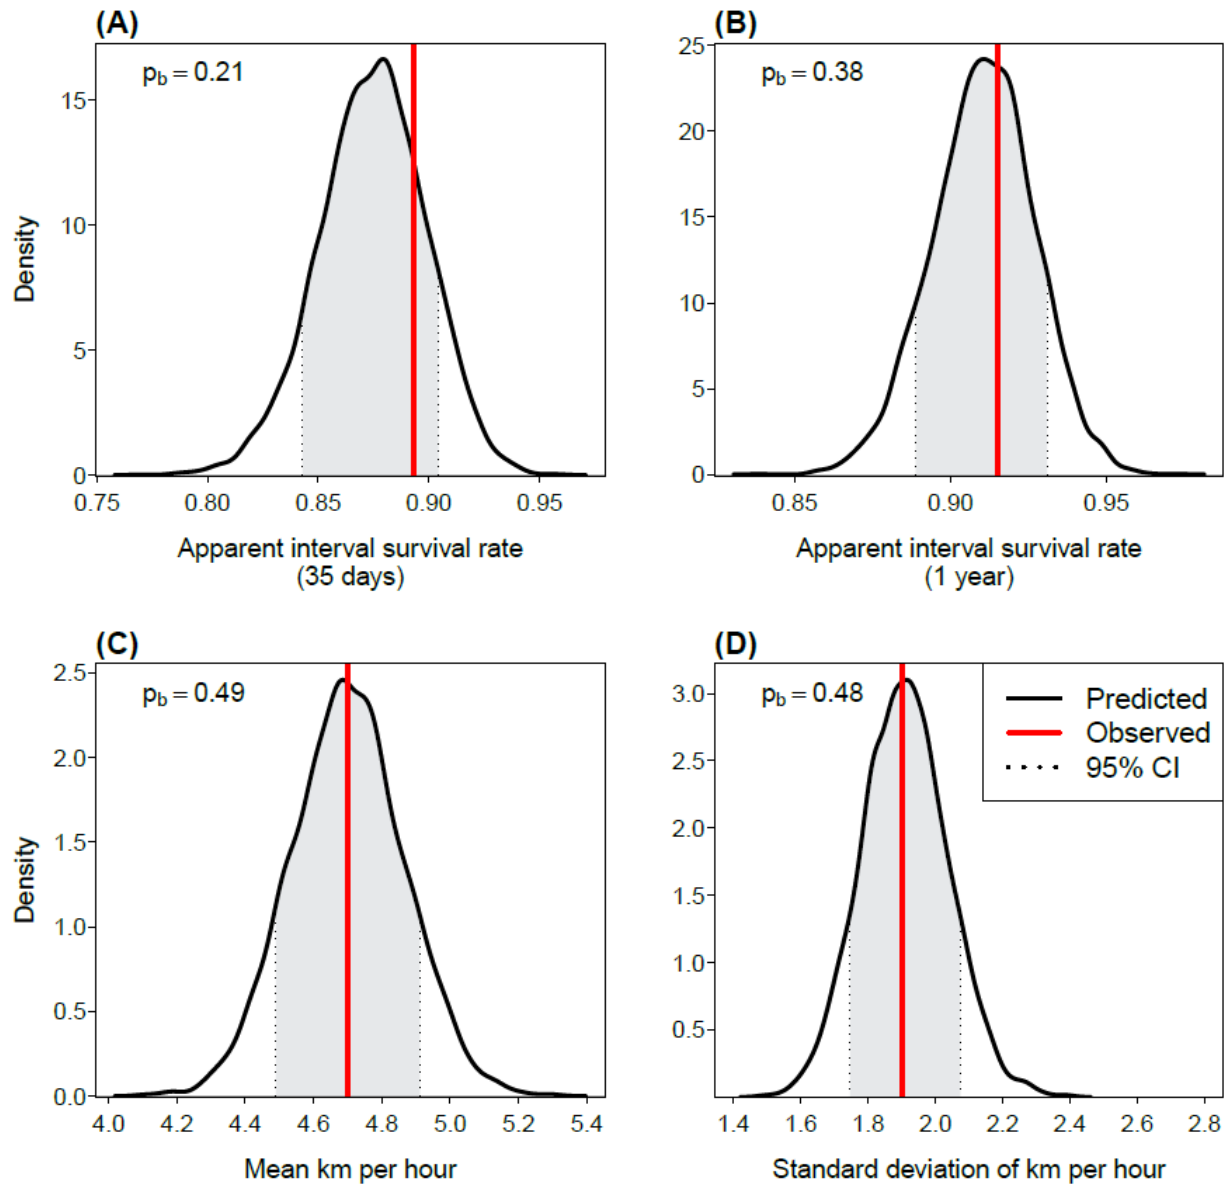 (A)
p_b = 0.21
15
10
5
0
Density
0.75 0.80 0.85 0.90 0.95
Apparent interval survival rate
(35 days)
(B)
p_b = 0.38
25
20
15
10
5
0
0.85 0.90 0.95
Apparent interval survival rate
(1 year)
(C)
p_b = 0.49
2.5
2.0
1.5
1.0
0.5
0.0
Density
4.0 4.2 4.4 4.6 4.8 5.0 5.2 5.4
Mean km per hour
(D)
p_b = 0.48
Predicted
Observed
95% CI
3.0
2.5
2.0
1.5
1.0
0.5
1.4 1.6 1.8 2.0 2.2 2.4 2.6 2.8
Standard deviation of km per hour